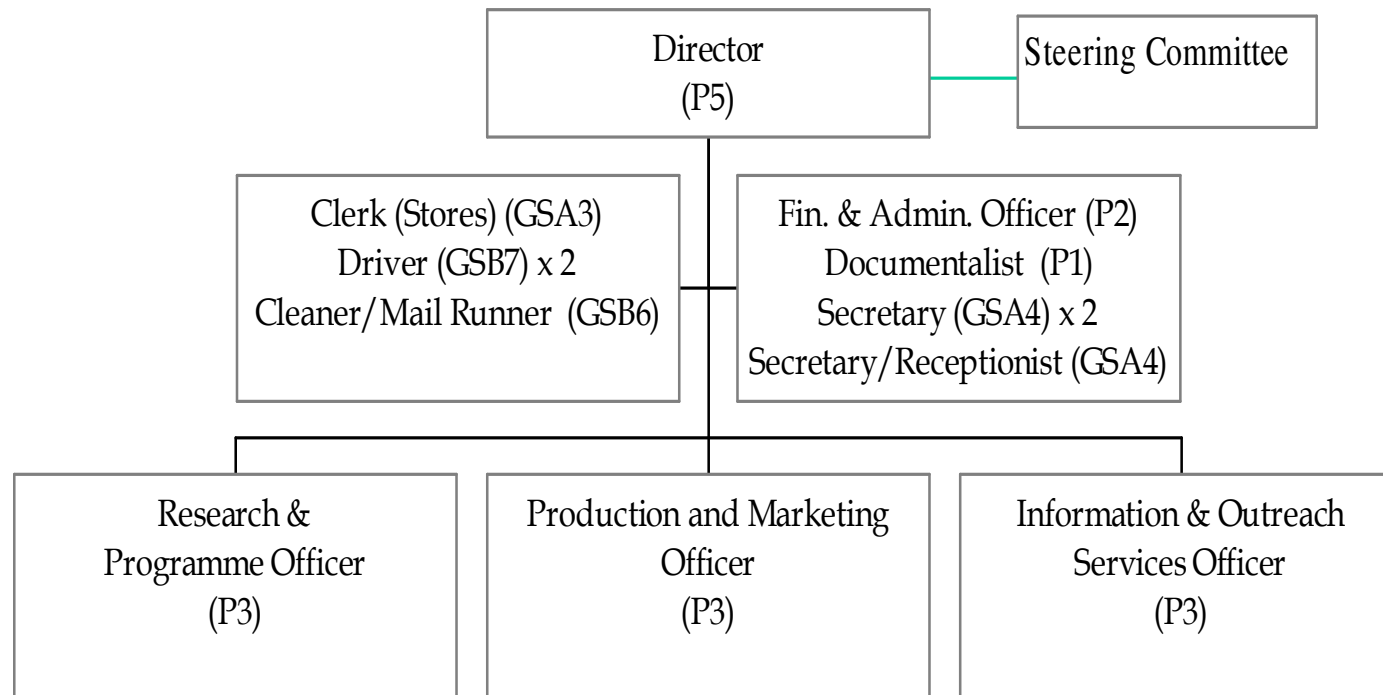 Director
(P5)
Steering Committee
Clerk (Stores) (GSA3)
Driver (GSB7) x 2
Cleaner/Mail Runner (GSB6)
Fin. & Admin. Officer (P2)
Documentalist (P1)
Secretary (GSA4) x 2
Secretary/Receptionist (GSA4)
Research &
Programme Officer
(P3)
Production and Marketing
Officer
(P3)
Information & Outreach
Services Officer
(P3)